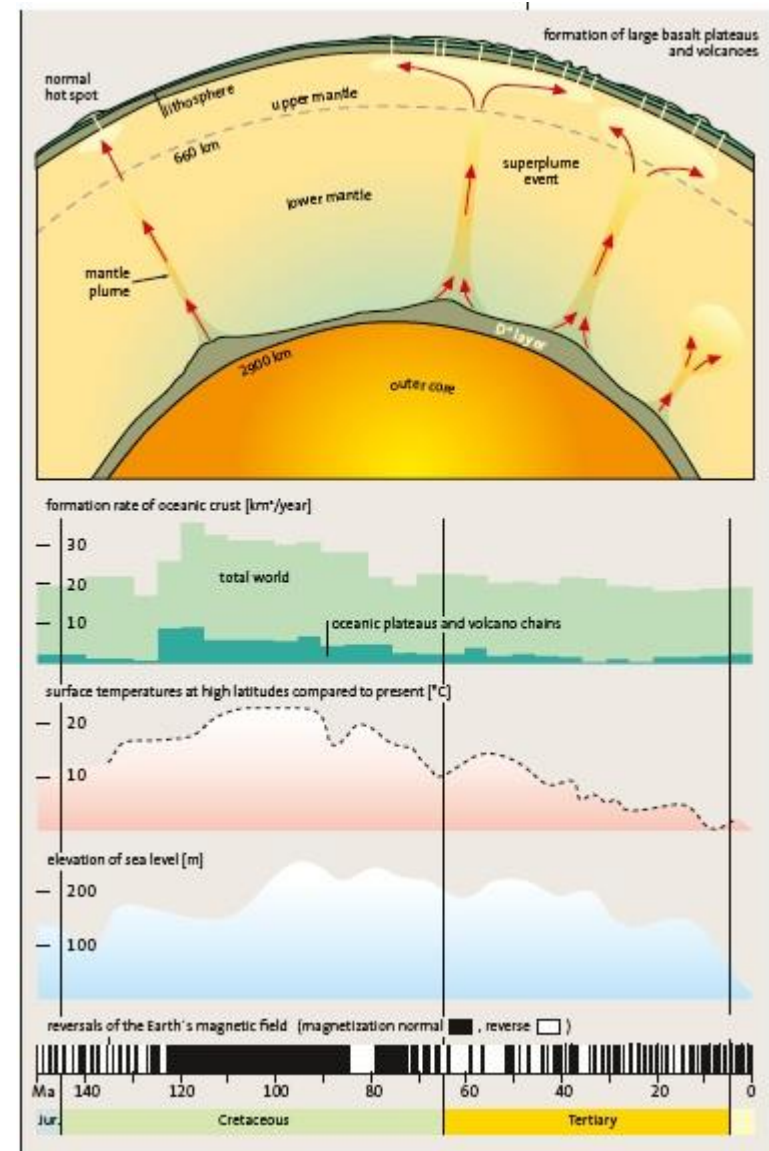 formation of large basalt plateaus
and volcanoes
normal
hot spot
lithosphere
upper mantle
660 km
superplume
event
lower mantle
mantle
plume
D" layer
2900 km
outer core
formation rate of oceanic crust [km³/year]
30
20
10
total world
oceanic plateaus and volcano chains
surface temperatures at high latitudes compared to present [°C]
20
10
elevation of sea level [m]
200
100
reversals of the Earth's magnetic field (magnetization normal , reverse )
Ma 140 120 100 80 60 40 20 0
Jur. Cretaceous Tertiary